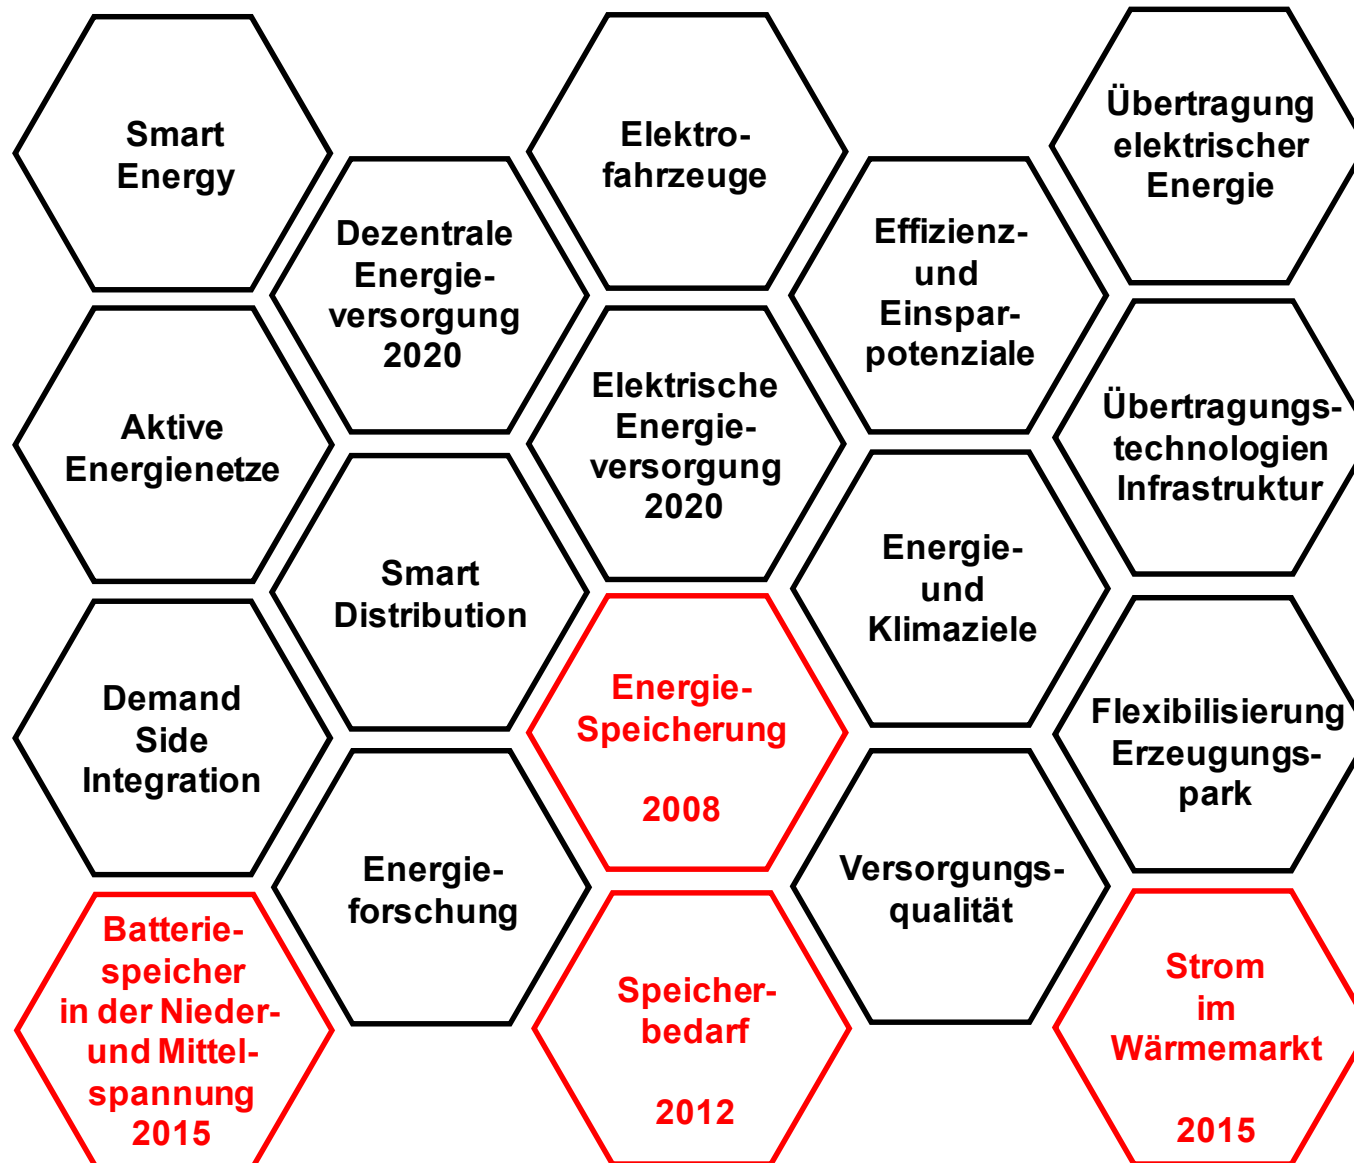 Smart
Energy
Elektro-
fahrzeuge
Übertragung
elektrischer
Energie
Dezentrale
Energie-
versorgung
2020
Effizienz-
und
Einspar-
potenziale
Aktive
Energienetze
Elektrische
Energie-
versorgung
2020
Übertragungs-
technologien
Infrastruktur
Smart
Distribution
Energie-
und
Klimaziele
Demand
Side
Integration
Energie-
Speicherung
2008
Flexibilisierung
Erzeugungs-
park
Energie-
forschung
Versorgungs-
qualität
Batterie-
speicher
in der Nieder-
und Mittel-
spannung
2015
Speicher-
bedarf
2012
Strom
im
Wärmemarkt
2015